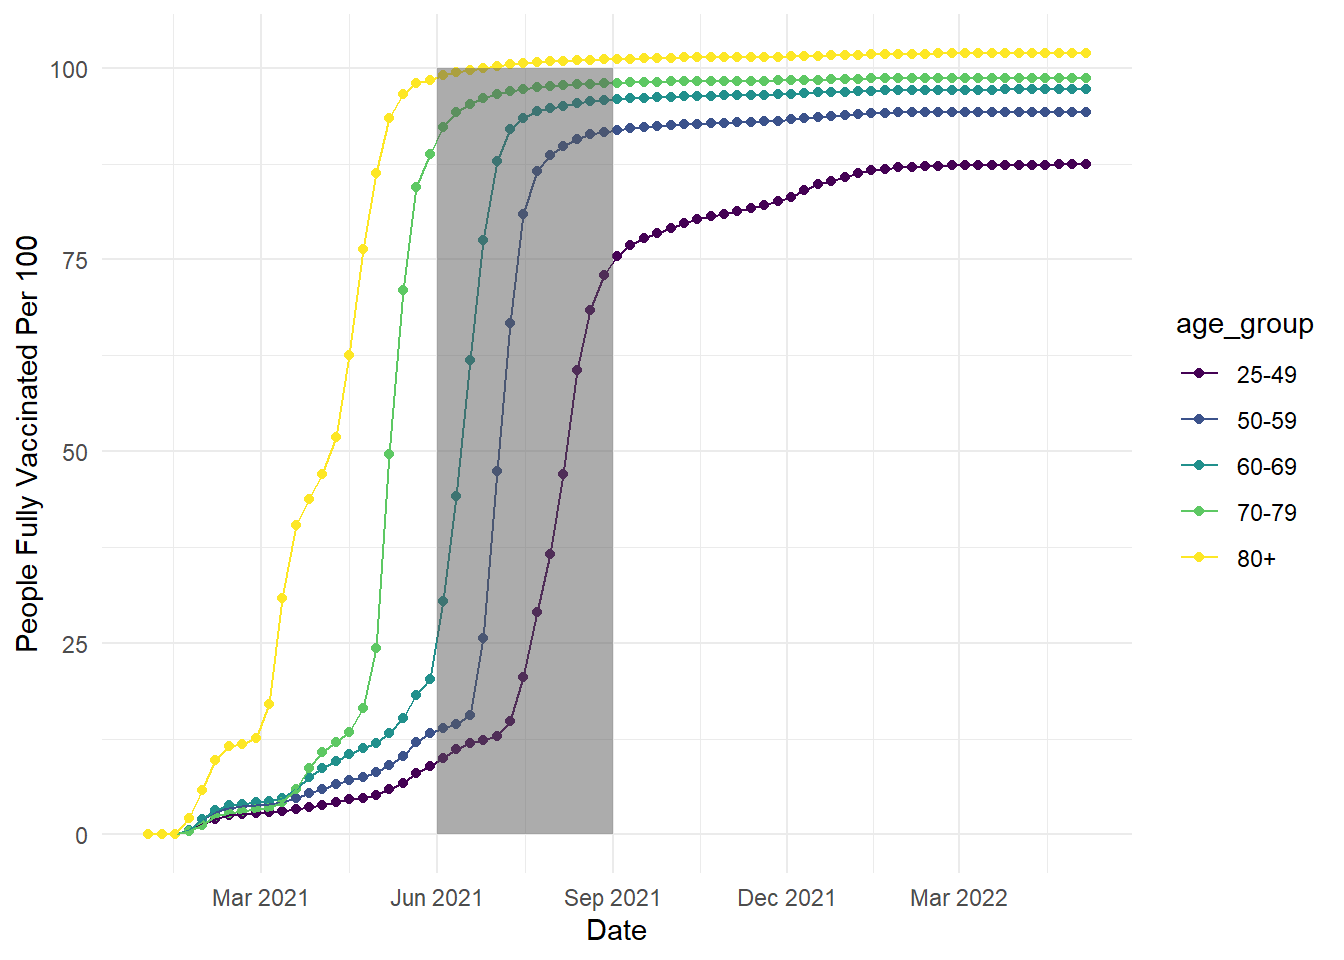 People Fully Vaccinated Per 100
100
75
50
25
0
Mar 2021
Jun 2021
Sep 2021
Dec 2021
Mar 2022
Date
age_group
25-49
50-59
60-69
70-79
80+